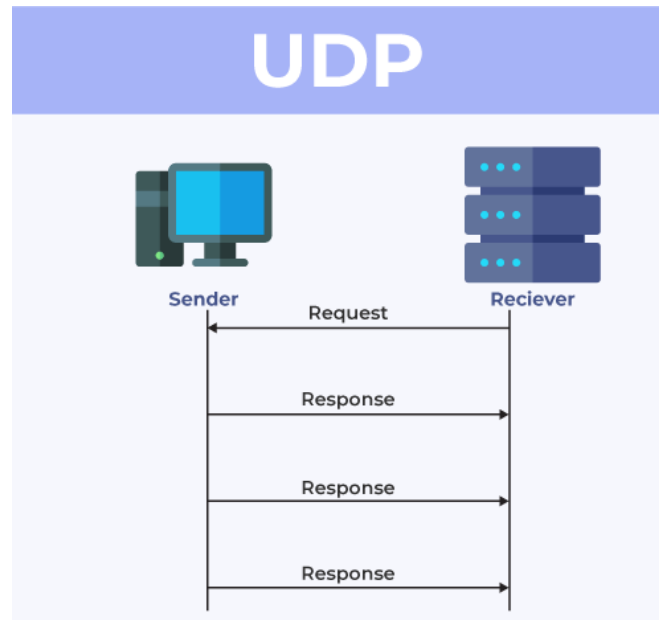 UDP
Sender
Reciever
Request
Response
Response
Response